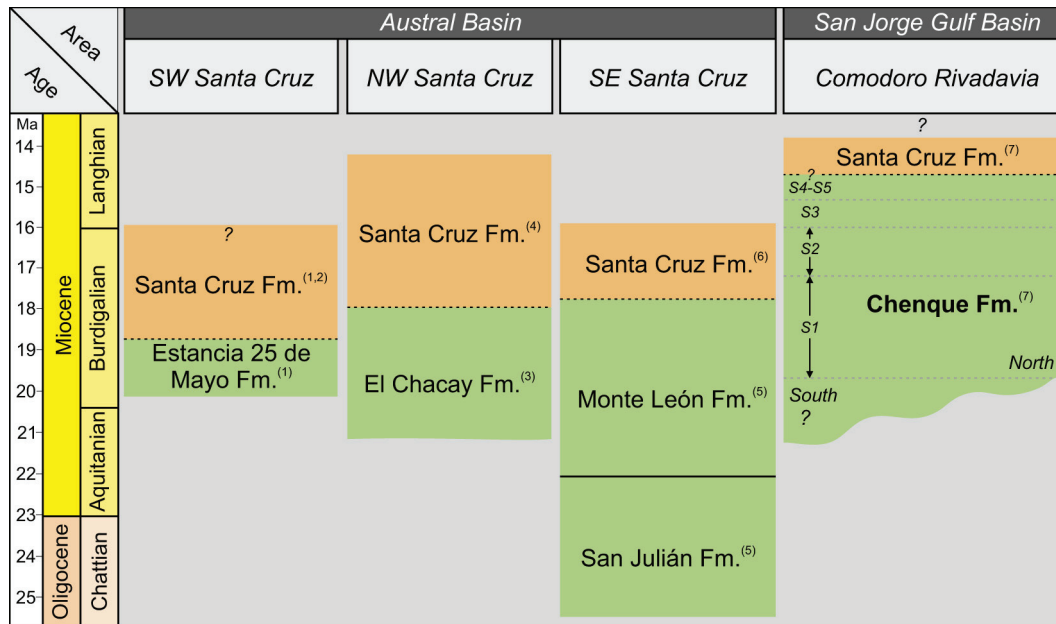 Area
Age
Austral Basin
San Jorge Gulf Basin
SW Santa Cruz
NW Santa Cruz
SE Santa Cruz
Comodoro Rivadavia
Ma
14
15
16
17
18
19
20
21
22
23
24
25
Miocene
Oligocene
Langhian
Burdigalian
Aquitanian
Chattian
?
Santa Cruz Fm.(1,2)
Estancia 25 de
Mayo Fm.(1)
Santa Cruz Fm.(4)
El Chacay Fm.(3)
Santa Cruz Fm.(6)
Monte León Fm.(5)
San Julián Fm.(5)
?
Santa Cruz Fm.(7)
?
S4-S5
S3
S2
S1
Chenque Fm.(7)
North
South
?